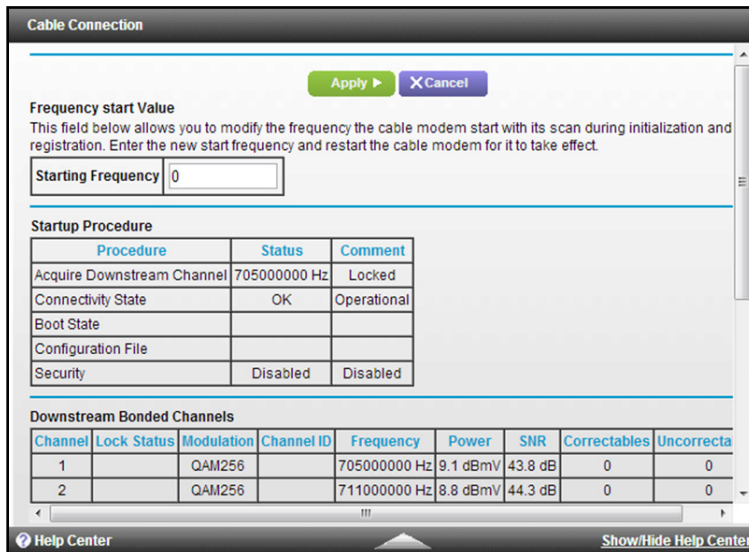 Cable Connection
Apply
X Cancel
Frequency start Value
This field below allows you to modify the frequency the cable modem start with its scan during initialization and
registration. Enter the new start frequency and restart the cable modem for it to take effect.
Starting Frequency 0
Startup Procedure
Procedure Status Comment
Acquire Downstream Channel 705000000 Hz Locked
Connectivity State OK Operational
Boot State
Configuration File
Security Disabled Disabled
Downstream Bonded Channels
Channel Lock Status Modulation Channel ID Frequency Power SNR Correctables Uncorrecta
1 QAM256 705000000 Hz 9.1 dBmV 43.8 dB 0 0
2 QAM256 711000000 Hz 8.8 dBmV 44.3 dB 0 0
? Help Center
Show/Hide Help Center